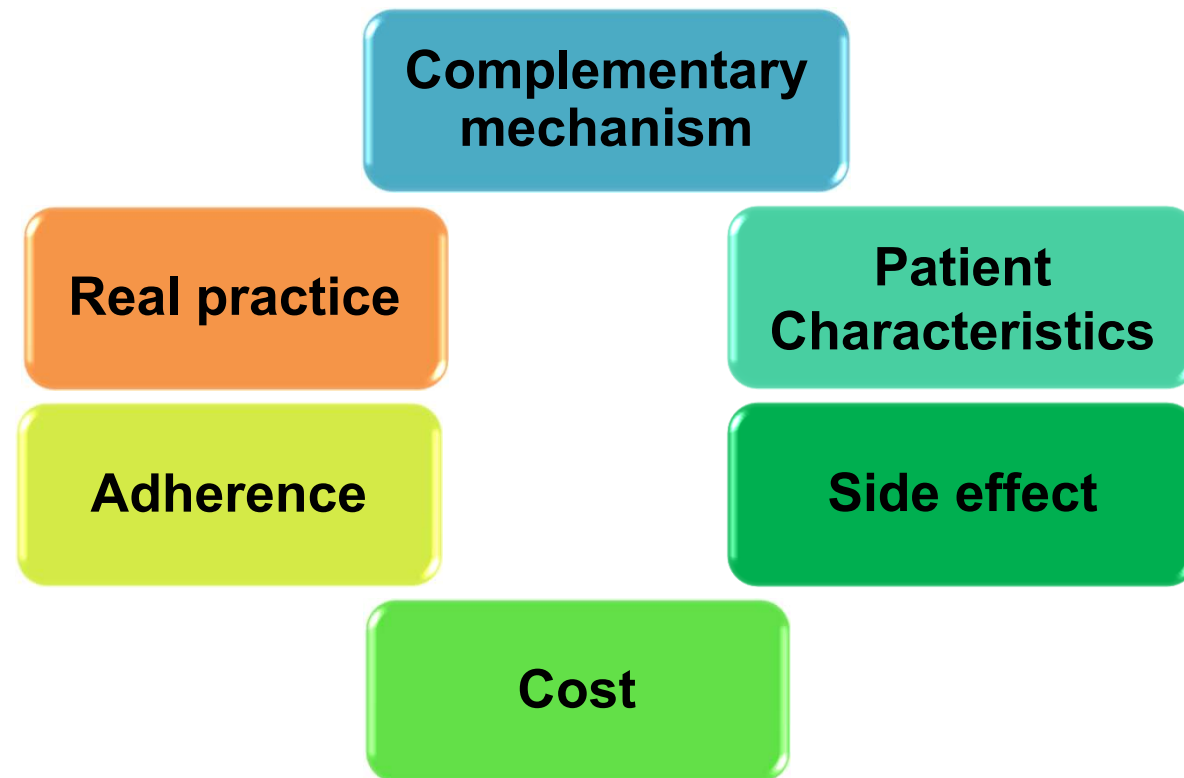 Complementary
mechanism
Real practice
Patient
Characteristics
Adherence
Side effect
Cost